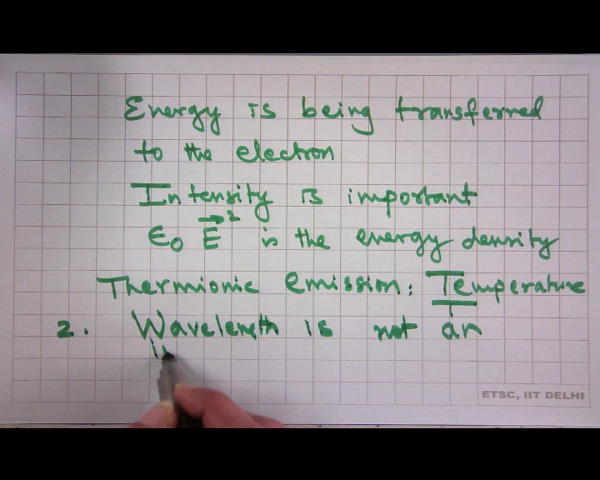 Energy is being transferred
to the electron
Intensity is important
ϵ₀ E⃗² is the energy density
Thermionic emission: Temperature
T
2. Wavelength is not an
ETSC, IIT DELHI